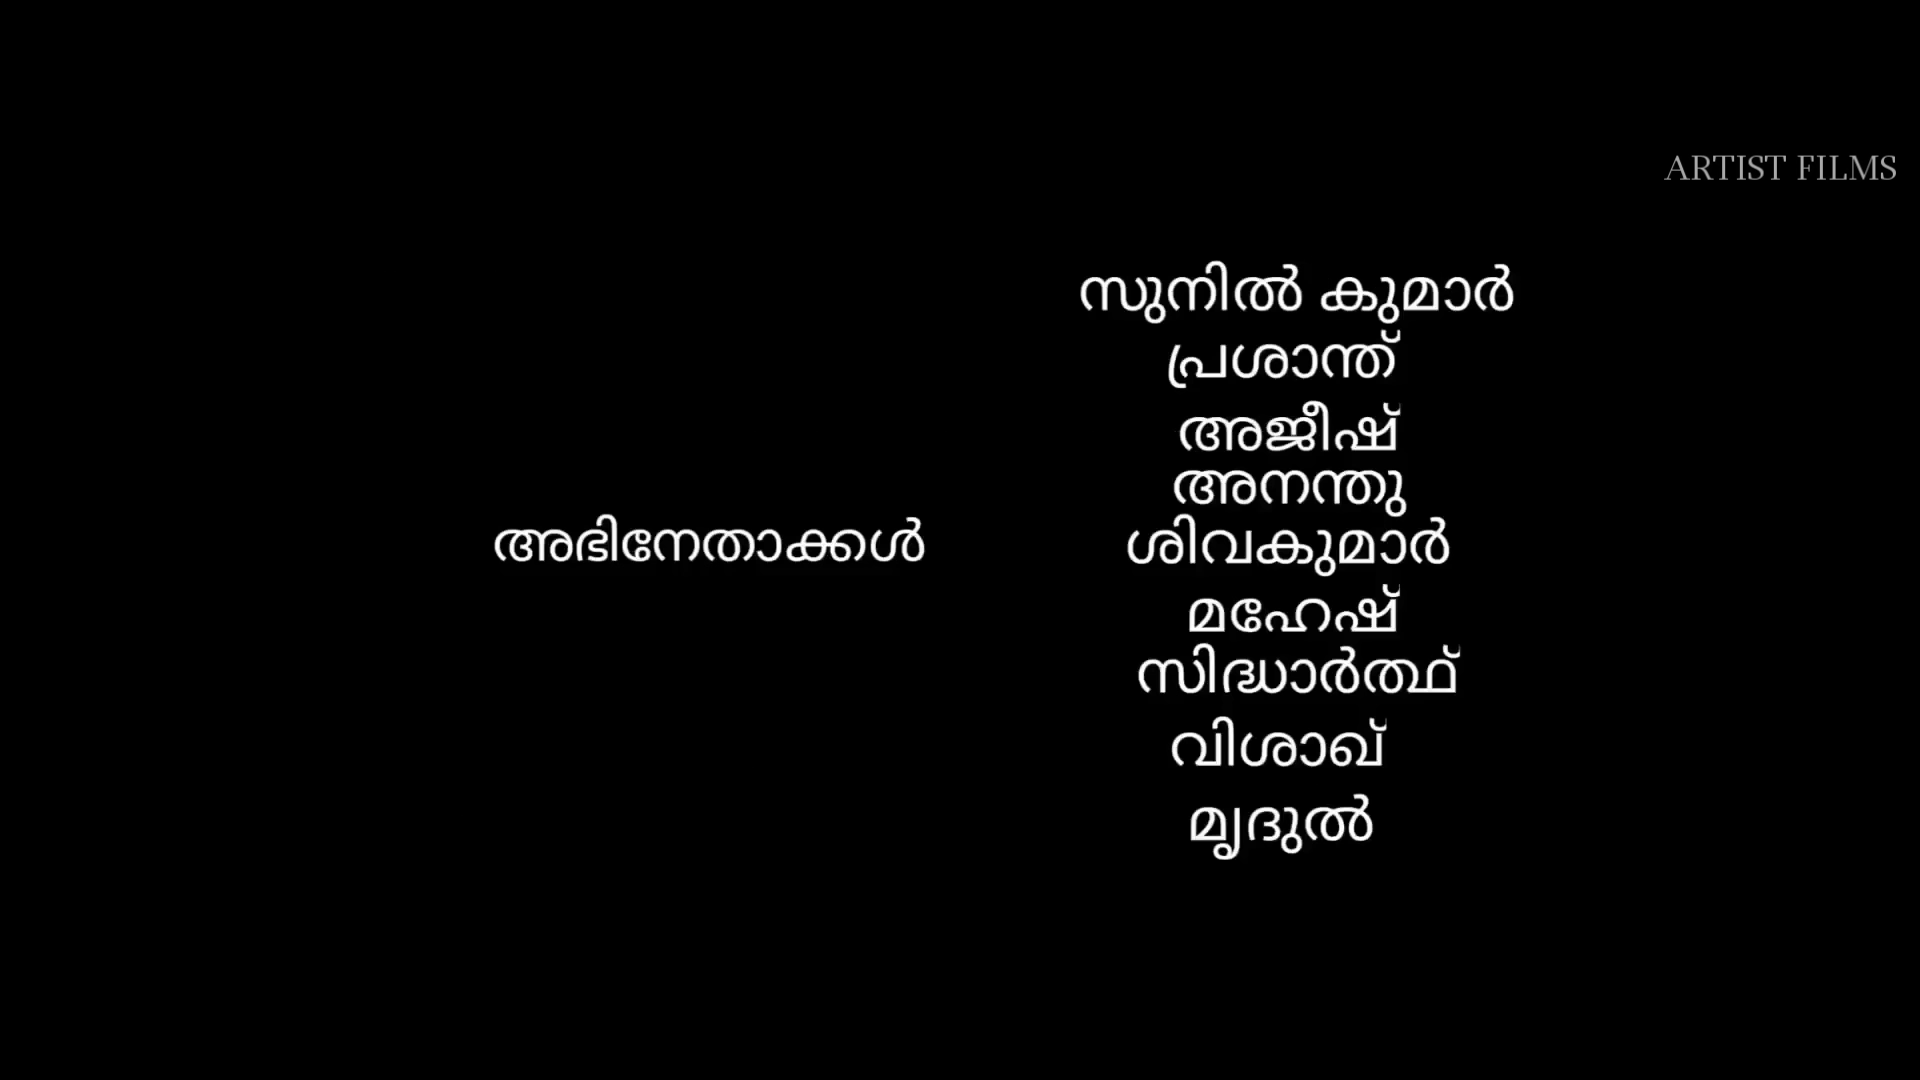 ARTIST FILMS
സുനിൽ കുമാർ
പ്രശാന്ത്
അജീഷ്
അനന്തു
അഭിനേതാക്കൾ
ശിവകുമാർ
മഹേഷ്
സിദ്ധാർത്ഥ്
വിശാഖ്
മൃദുൽ